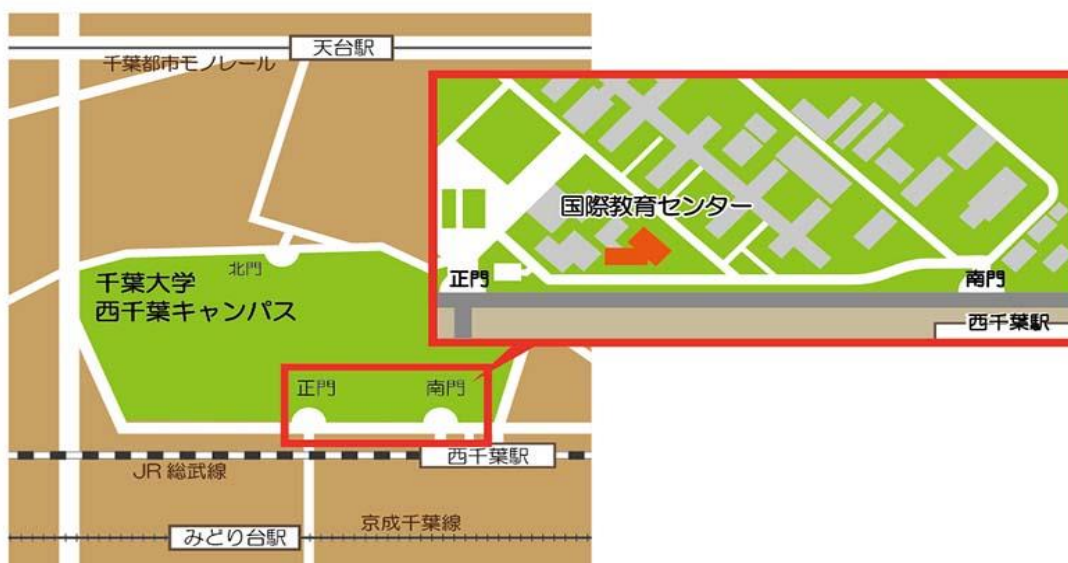 天台駅
千葉都市モノレール
北門
千葉大学
西千葉キャンパス
正門
南門
西千葉駅
JR 総武線
京成千葉線
みどり台駅
国際教育センター
正門
南門
西千葉駅